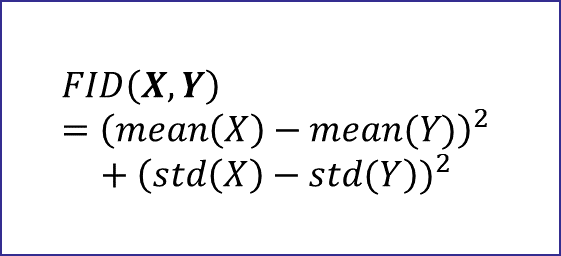 FID(X, Y)
= (mean(X) − mean(Y))²
+ (std(X) − std(Y))²